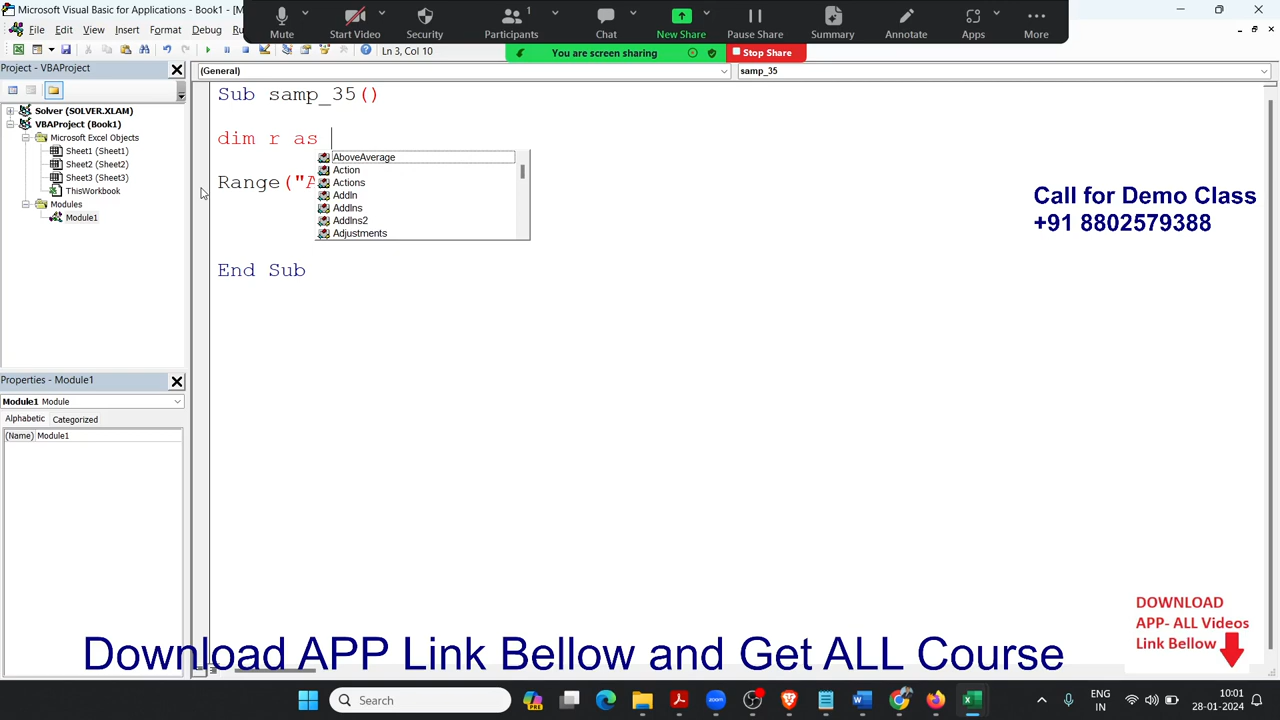 Microsoft Visual Basic for Applications - Book1 - [M
Mute
Start Video
Security
Participants
1
Chat
New Share
Pause Share
Summary
Annotate
Apps
More
File Edit View Insert Format Debug Ru
Ln 3, Col 10
You are screen sharing
Stop Share
Project - VBAProject
(General)
samp_35
Solver (SOLVER.XLAM)
VBAProject (Book1)
Microsoft Excel Objects
Sheet1 (Sheet1)
Sheet2 (Sheet2)
Sheet3 (Sheet3)
ThisWorkbook
Modules
Module1
Sub samp_35()
dim r as
Range("A
AboveAverage
Action
Actions
AddIn
AddIns
AddIns2
Adjustments
End Sub
Call for Demo Class
+91 8802579388
Properties - Module1
Module1 Module
Alphabetic Categorized
(Name) Module1
DOWNLOAD
APP- ALL Videos
Link Bellow
Download APP Link Bellow and Get ALL Course
Search
PRE
ENG
IN
10:01
28-01-2024